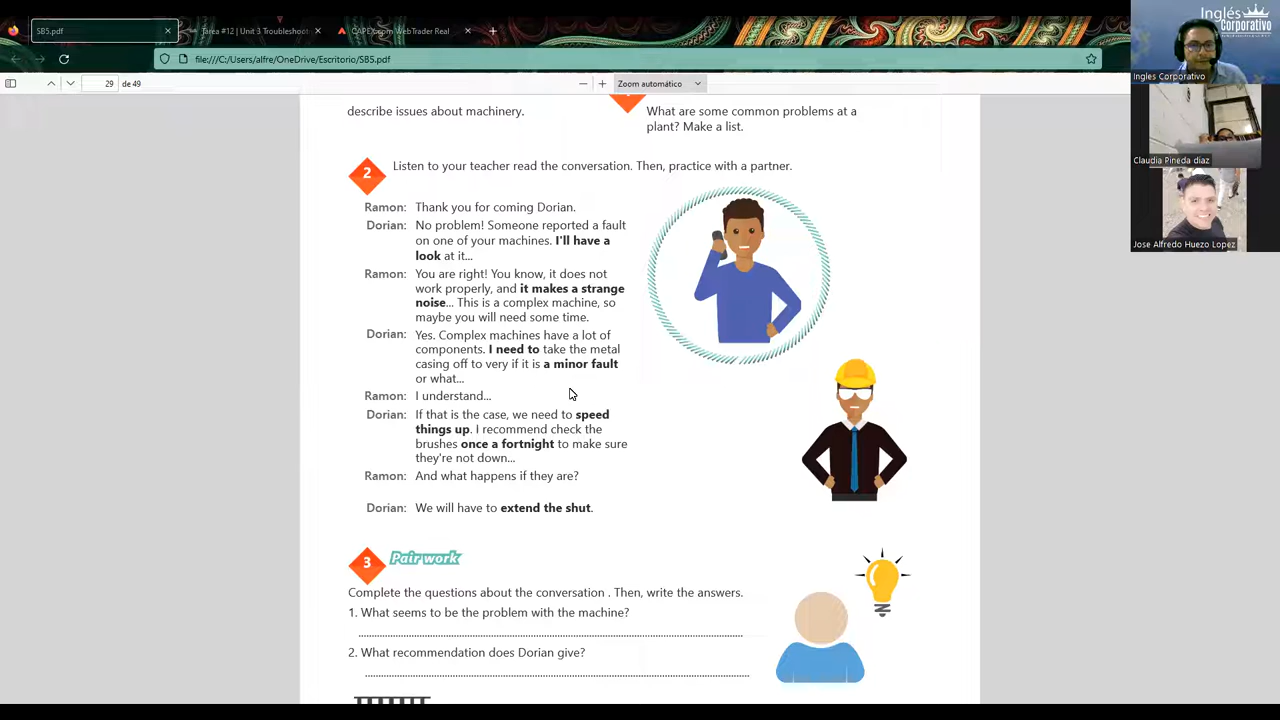 SB5.pdf
Tarea #12 | Unit 3 Troubleshoot
CAPEX.com WebTrader Real
file:///C:/Users/alfre/OneDrive/Escritorio/SB5.pdf
29 de 49
Zoom automático
Inglés
Corporativo
Ingles Corporativo
Claudia Pineda diaz
Jose Alfredo Huezo Lopez
describe issues about machinery.
What are some common problems at a
plant? Make a list.
2 Listen to your teacher read the conversation. Then, practice with a partner.
Ramon: Thank you for coming Dorian.
Dorian: No problem! Someone reported a fault
on one of your machines. I'll have a
look at it...
Ramon: You are right! You know, it does not
work properly, and it makes a strange
noise... This is a complex machine, so
maybe you will need some time.
Dorian: Yes. Complex machines have a lot of
components. I need to take the metal
casing off to very if it is a minor fault
or what...
Ramon: I understand...
Dorian: If that is the case, we need to speed
things up. I recommend check the
brushes once a fortnight to make sure
they're not down...
Ramon: And what happens if they are?
Dorian: We will have to extend the shut.
3 Pair work
Complete the questions about the conversation . Then, write the answers.
1. What seems to be the problem with the machine?
2. What recommendation does Dorian give?